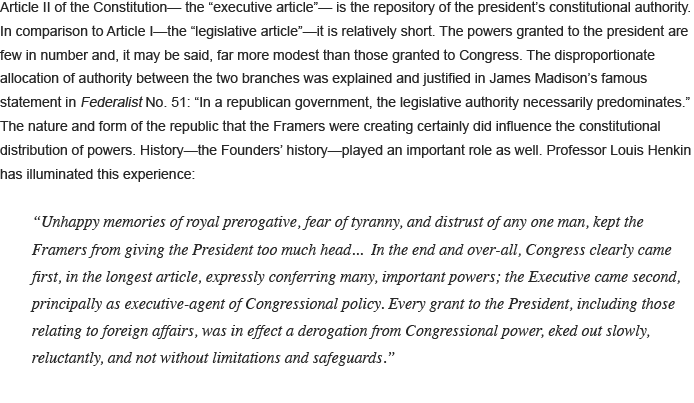 Article II of the Constitution— the “executive article”— is the repository of the president’s constitutional authority.
In comparison to Article I—the “legislative article”—it is relatively short. The powers granted to the president are
few in number and, it may be said, far more modest than those granted to Congress. The disproportionate
allocation of authority between the two branches was explained and justified in James Madison’s famous
statement in Federalist No. 51: “In a republican government, the legislative authority necessarily predominates.”
The nature and form of the republic that the Framers were creating certainly did influence the constitutional
distribution of powers. History—the Founders’ history—played an important role as well. Professor Louis Henkin
has illuminated this experience:
“Unhappy memories of royal prerogative, fear of tyranny, and distrust of any one man, kept the
Framers from giving the President too much head… In the end and over-all, Congress clearly came
first, in the longest article, expressly conferring many, important powers; the Executive came second,
principally as executive-agent of Congressional policy. Every grant to the President, including those
relating to foreign affairs, was in effect a derogation from Congressional power, eked out slowly,
reluctantly, and not without limitations and safeguards.”